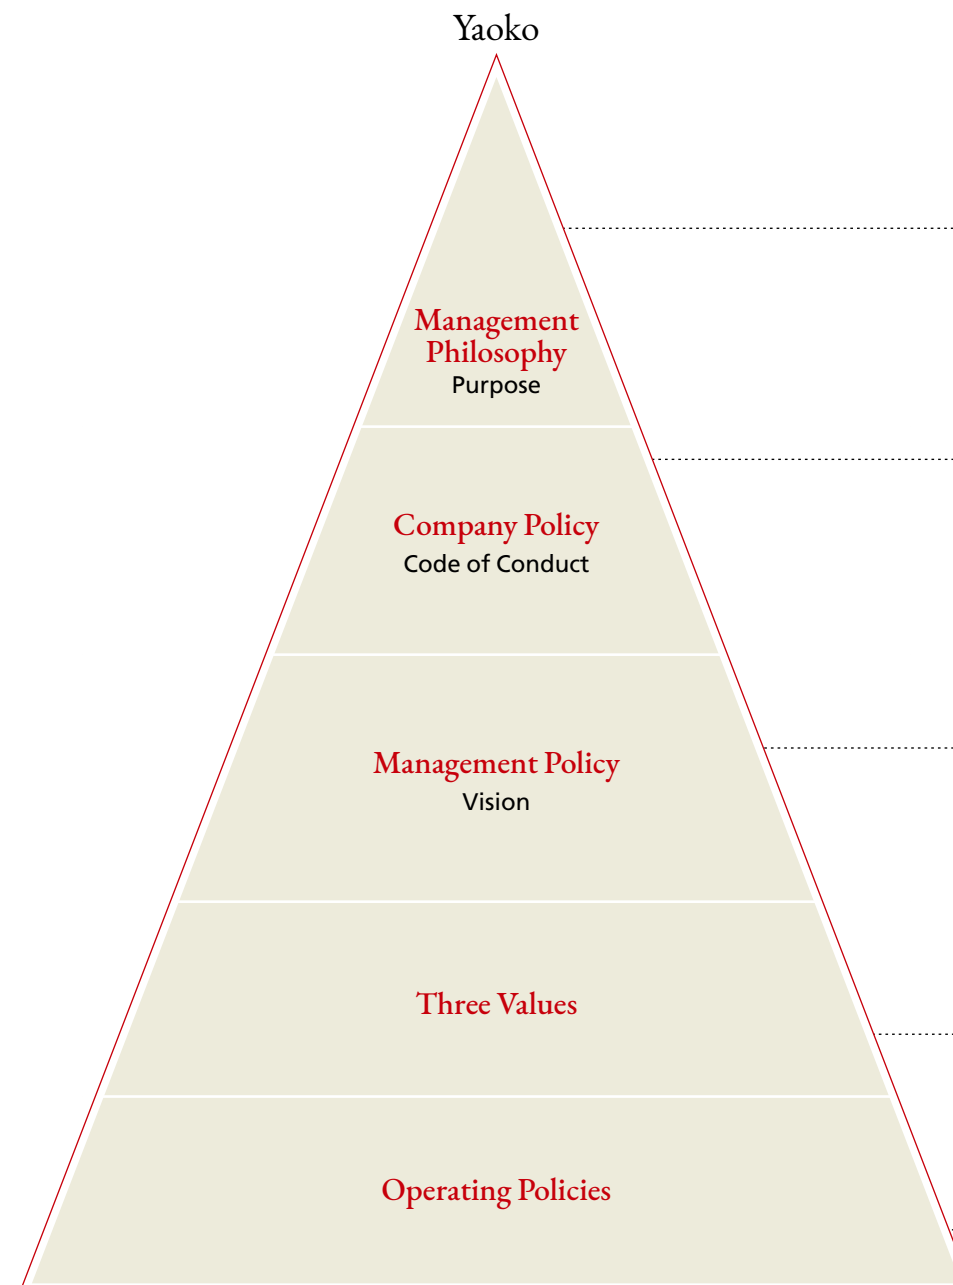 Yaoko
Management
Philosophy
Purpose
Company Policy
Code of Conduct
Management Policy
Vision
Three Values
Operating Policies